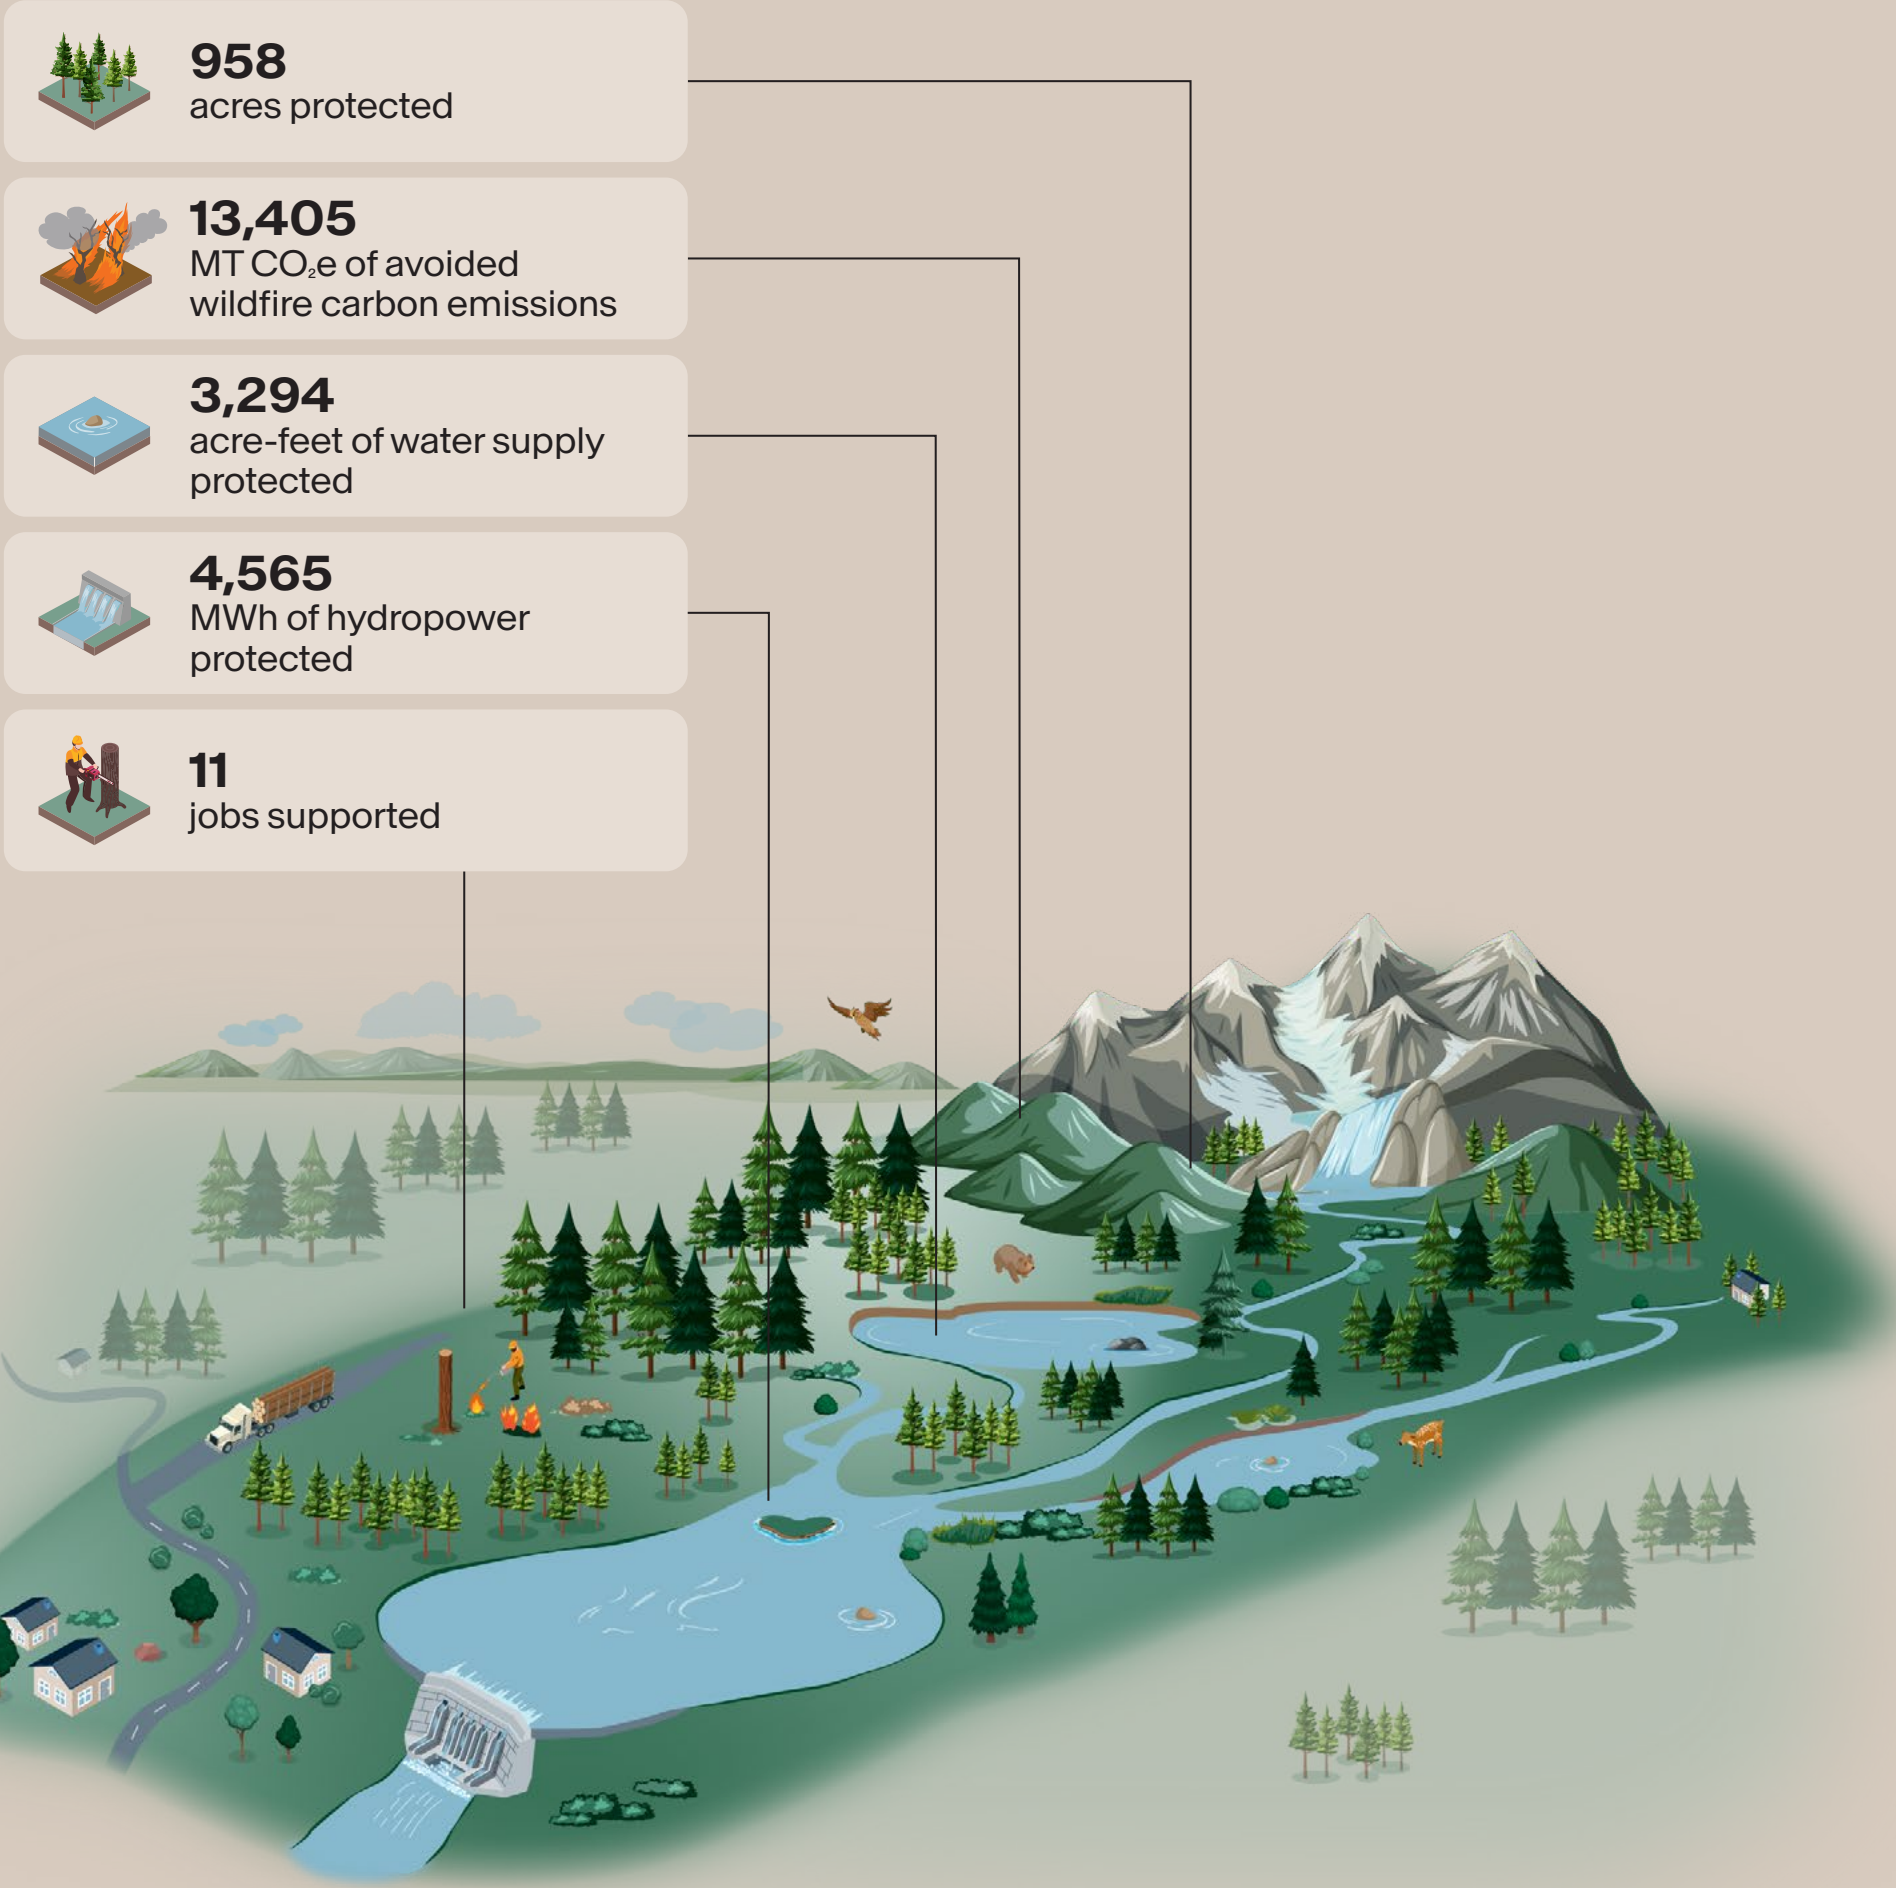 958
acres protected
13,405
MT CO₂e of avoided
wildfire carbon emissions
3,294
acre-feet of water supply
protected
4,565
MWh of hydropower
protected
11
jobs supported